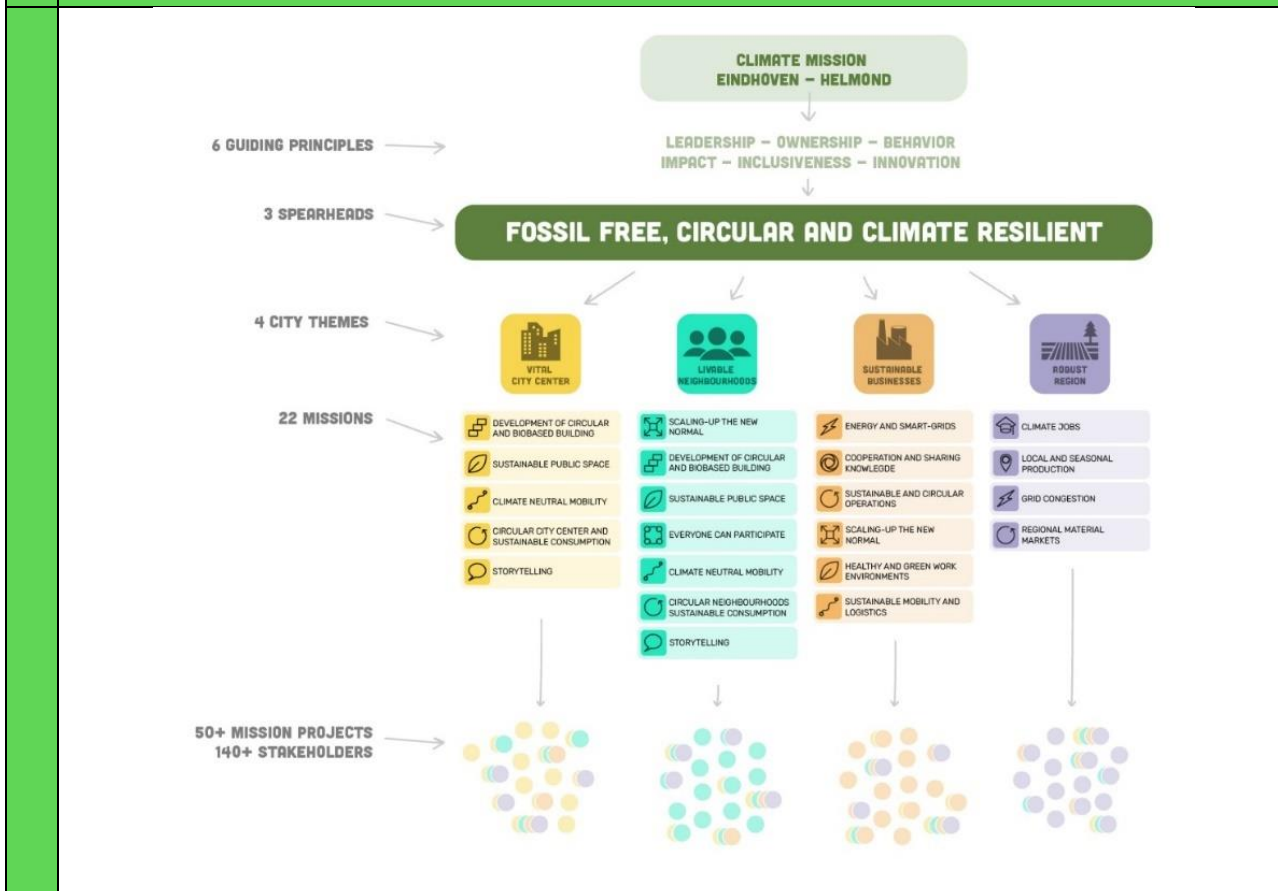 CLIMATE MISSION
EINDHOVEN – HELMOND
6 GUIDING PRINCIPLES
LEADERSHIP – OWNERSHIP – BEHAVIOR
IMPACT – INCLUSIVENESS – INNOVATION
3 SPEARHEADS
FOSSIL FREE, CIRCULAR AND CLIMATE RESILIENT
4 CITY THEMES
VITAL
CITY CENTER
LIVABLE
NEIGHBOURHOODS
SUSTAINABLE
BUSINESSES
ROBUST
REGION
22 MISSIONS
DEVELOPMENT OF CIRCULAR
AND BIOBASED BUILDING
SUSTAINABLE PUBLIC SPACE
CLIMATE NEUTRAL MOBILITY
CIRCULAR CITY CENTER AND
SUSTAINABLE CONSUMPTION
STORYTELLING
SCALING-UP THE NEW
NORMAL
DEVELOPMENT OF CIRCULAR
AND BIOBASED BUILDING
SUSTAINABLE PUBLIC SPACE
EVERYONE CAN PARTICIPATE
CLIMATE NEUTRAL MOBILITY
CIRCULAR NEIGHBOURHOODS
SUSTAINABLE CONSUMPTION
STORYTELLING
ENERGY AND SMART-GRIDS
COOPERATION AND SHARING
KNOWLEGDE
SUSTAINABLE AND CIRCULAR
OPERATIONS
SCALING-UP THE NEW
NORMAL
HEALTHY AND GREEN WORK
ENVIRONMENTS
SUSTAINABLE MOBILITY AND
LOGISTICS
CLIMATE JOBS
LOCAL AND SEASONAL
PRODUCTION
GRID CONGESTION
REGIONAL MATERIAL
MARKETS
50+ MISSION PROJECTS
140+ STAKEHOLDERS